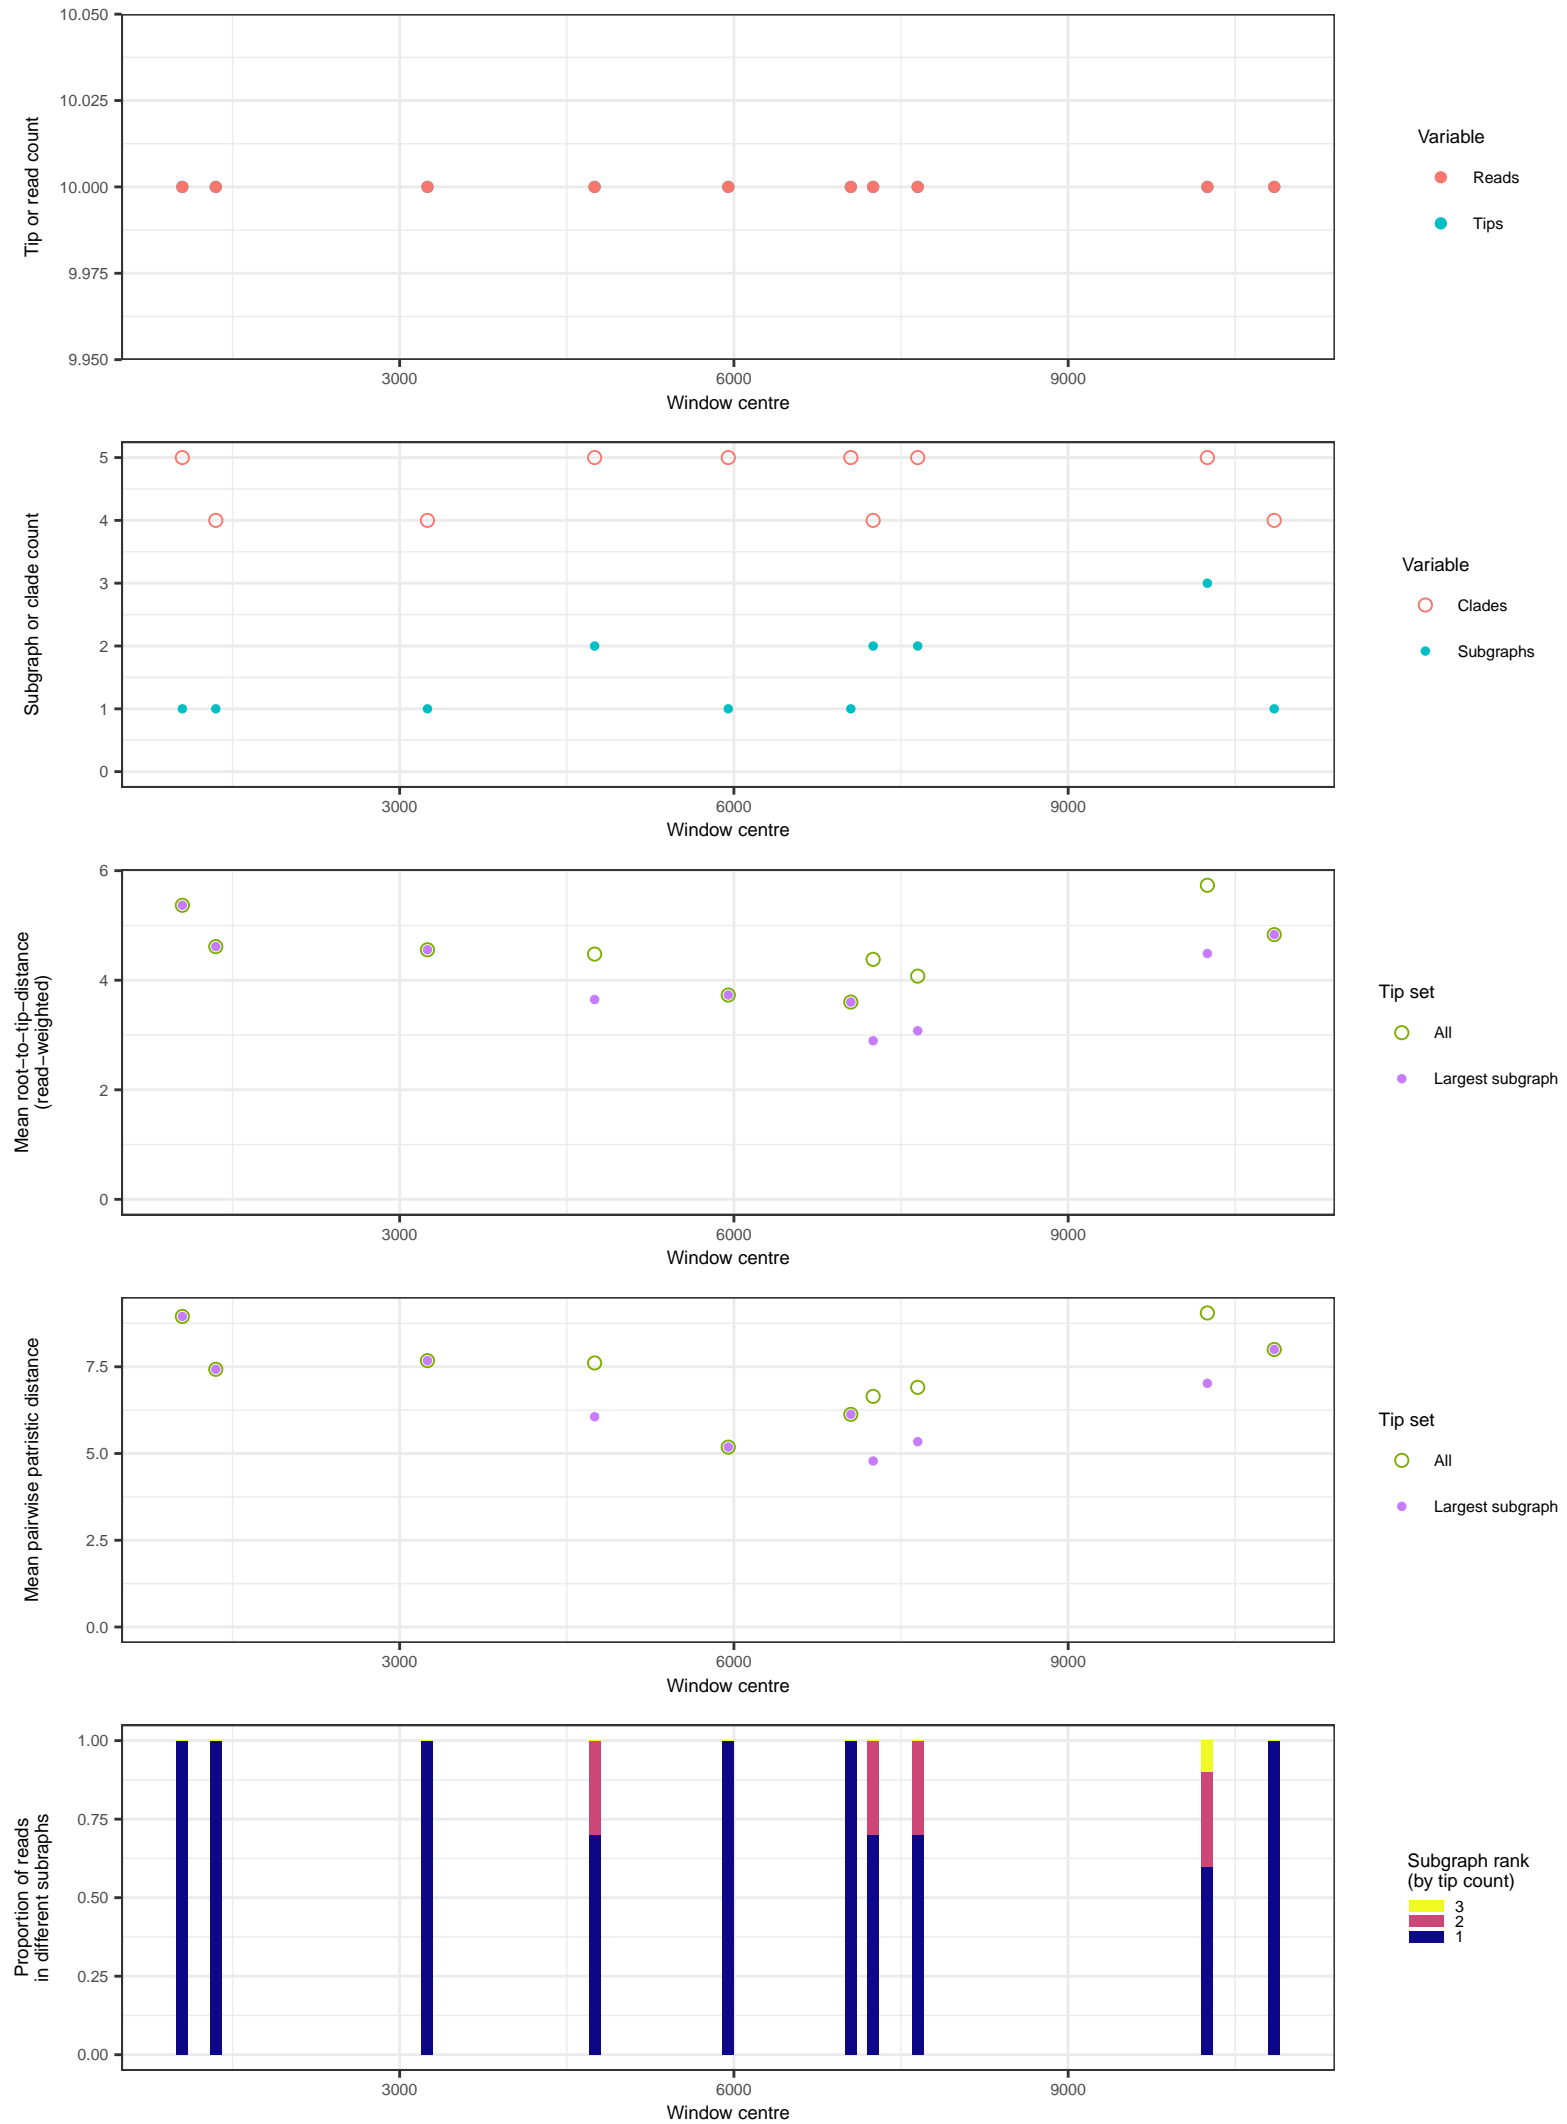 10.050
10.025
10.000
9.975
9.950
Tip or read count
3000
6000
9000
Window centre
Variable
Reads
Tips
5
4
3
2
1
0
Subgraph or clade count
3000
6000
9000
Window centre
Variable
Clades
Subgraphs
6
4
2
0
Mean root−to−tip−distance
(read−weighted)
3000
6000
9000
Window centre
Tip set
All
Largest subgraph
7.5
5.0
2.5
0.0
Mean pairwise patristic distance
3000
6000
9000
Window centre
Tip set
All
Largest subgraph
1.00
0.75
0.50
0.25
0.00
Proportion of reads
in different subraphs
3000
6000
9000
Window centre
Subgraph rank
(by tip count)
3
2
1